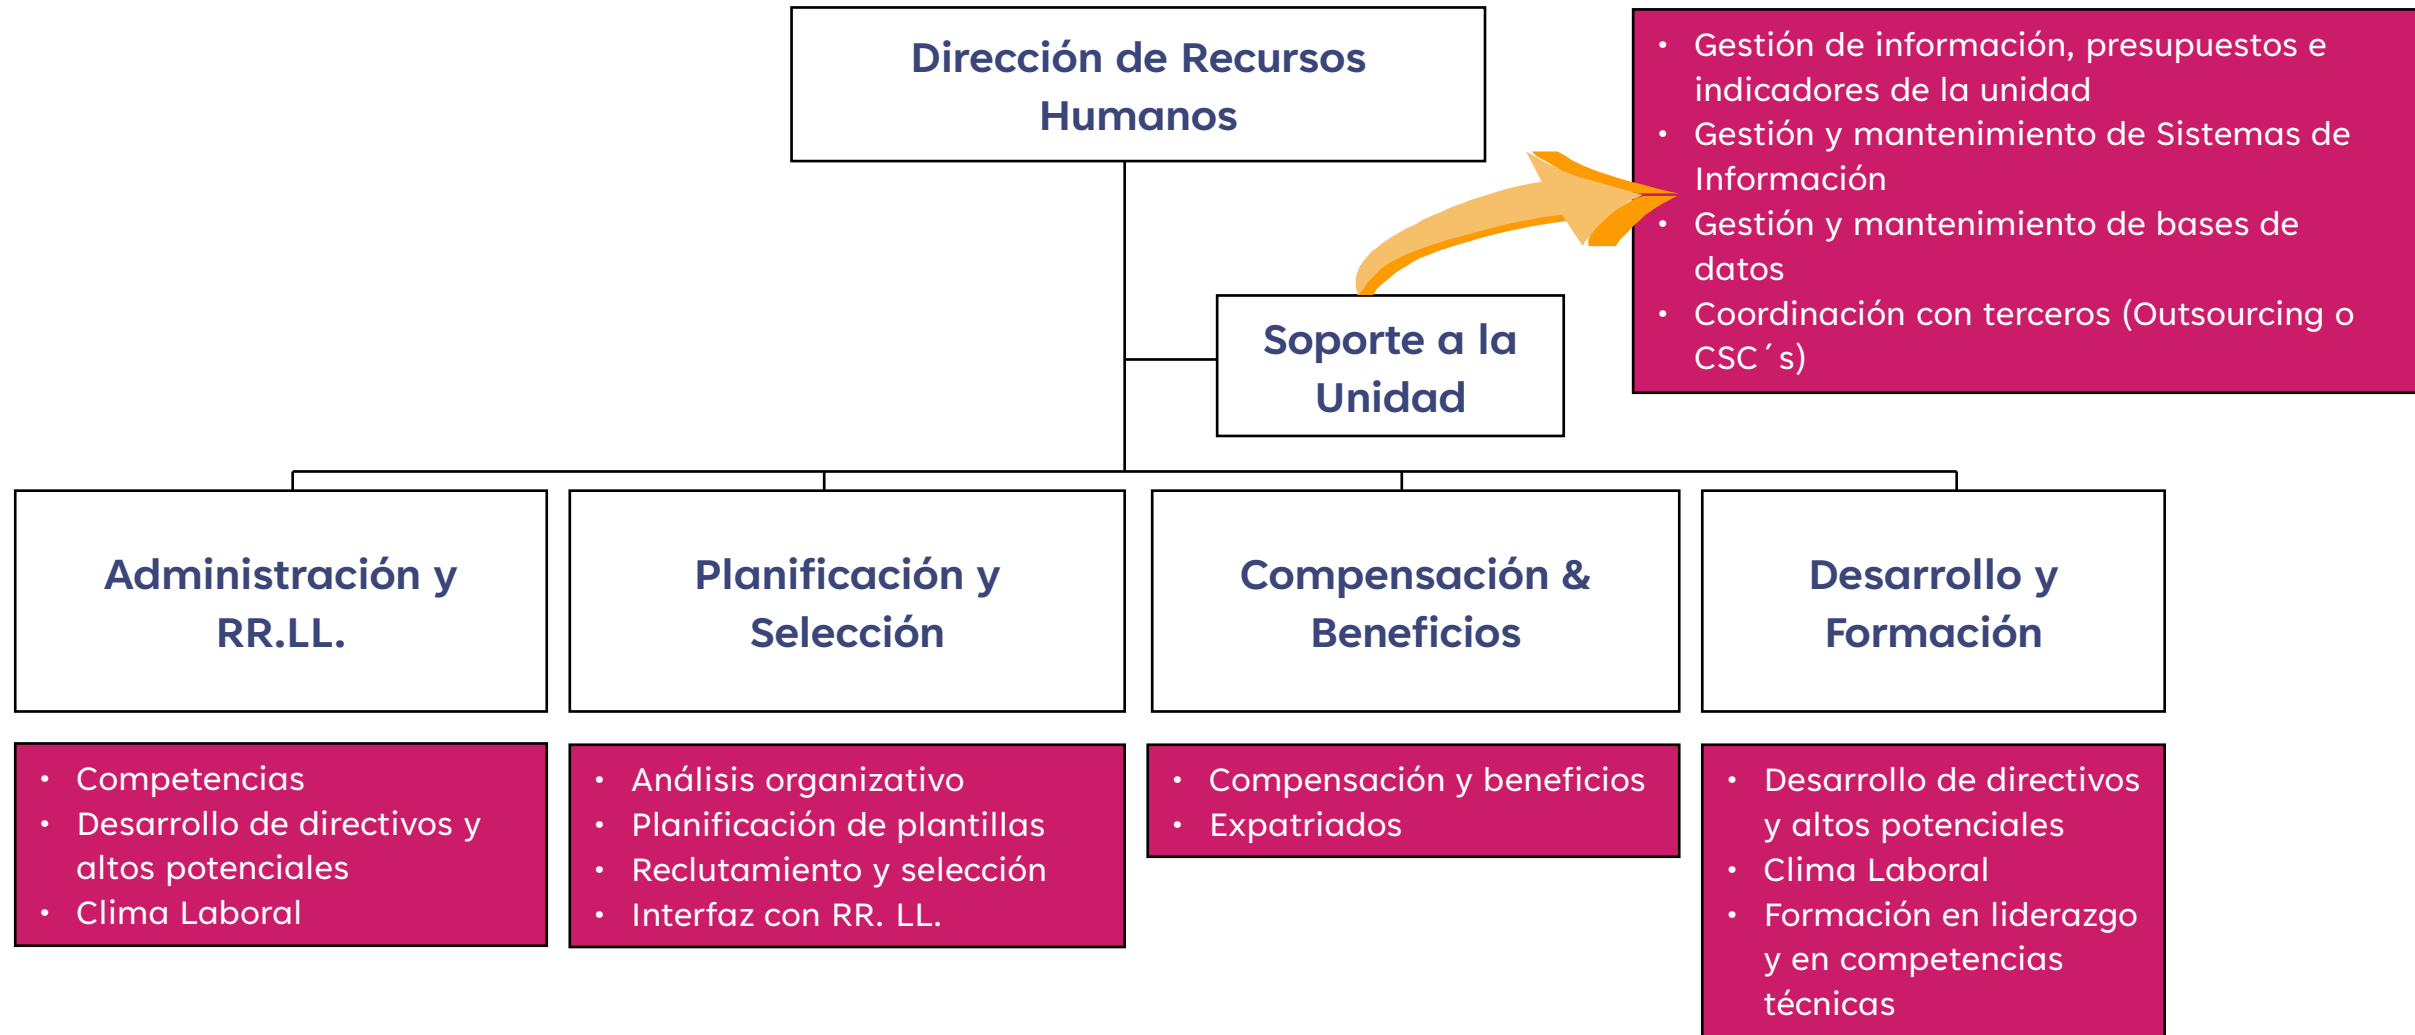 Dirección de Recursos
Humanos
• Gestión de información, presupuestos e
indicadores de la unidad
• Gestión y mantenimiento de Sistemas de
Información
• Gestión y mantenimiento de bases de
datos
• Coordinación con terceros (Outsourcing o
CSC´s)
Soporte a la
Unidad
Administración y
RR.LL.
Planificación y
Selección
Compensación &
Beneficios
Desarrollo y
Formación
• Competencias
• Desarrollo de directivos y
altos potenciales
• Clima Laboral
• Análisis organizativo
• Planificación de plantillas
• Reclutamiento y selección
• Interfaz con RR. LL.
• Compensación y beneficios
• Expatriados
• Desarrollo de directivos
y altos potenciales
• Clima Laboral
• Formación en liderazgo
y en competencias
técnicas